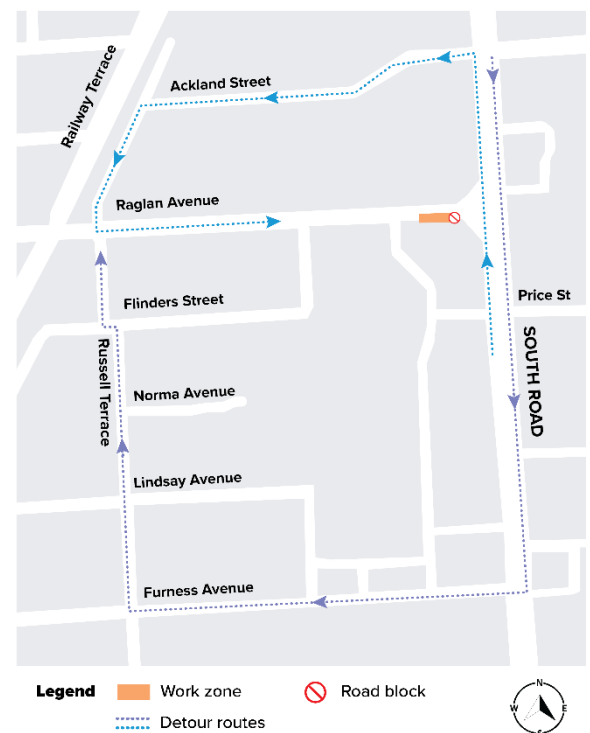 Railway Terrace
Ackland Street
Raglan Avenue
Flinders Street
Price St
SOUTH ROAD
Russell Terrace
Norma Avenue
Lindsay Avenue
Furness Avenue
Legend
Work zone
Road block
Detour routes
N
W
E
S